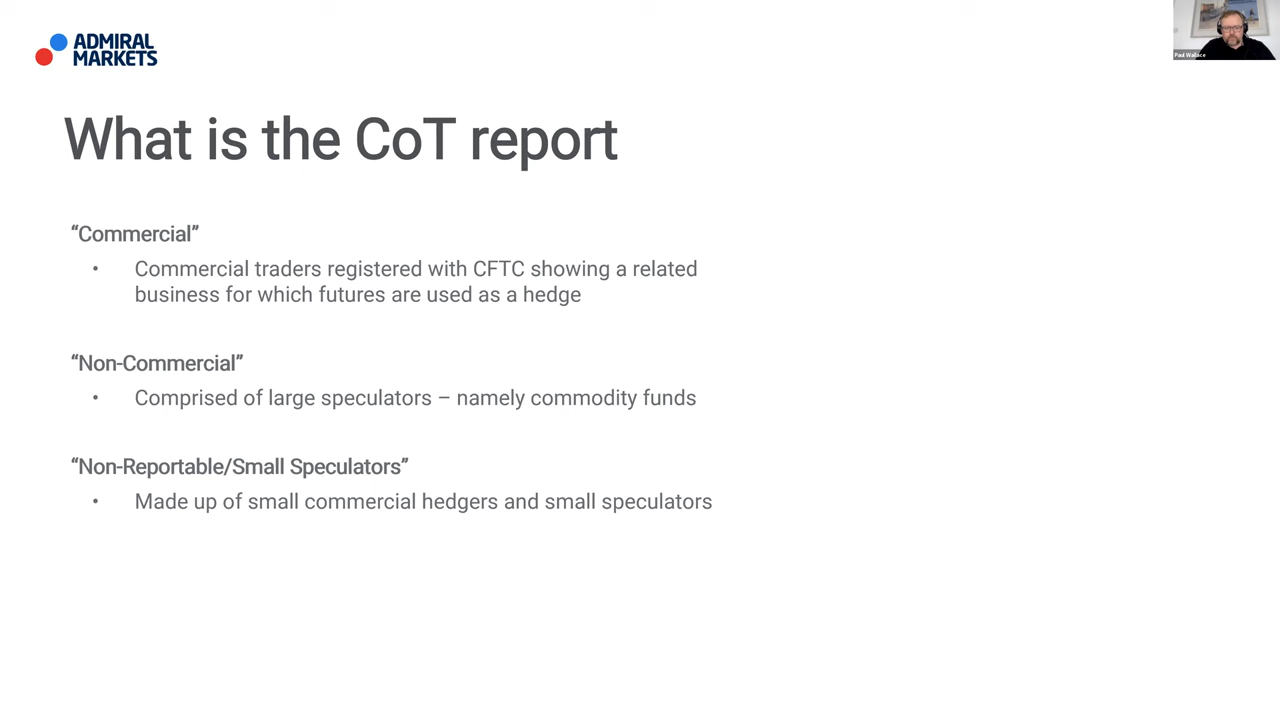 ADMIRAL
MARKETS
Paul Wallace
What is the CoT report
“Commercial”
• Commercial traders registered with CFTC showing a related
business for which futures are used as a hedge
“Non-Commercial”
• Comprised of large speculators – namely commodity funds
“Non-Reportable/Small Speculators”
• Made up of small commercial hedgers and small speculators